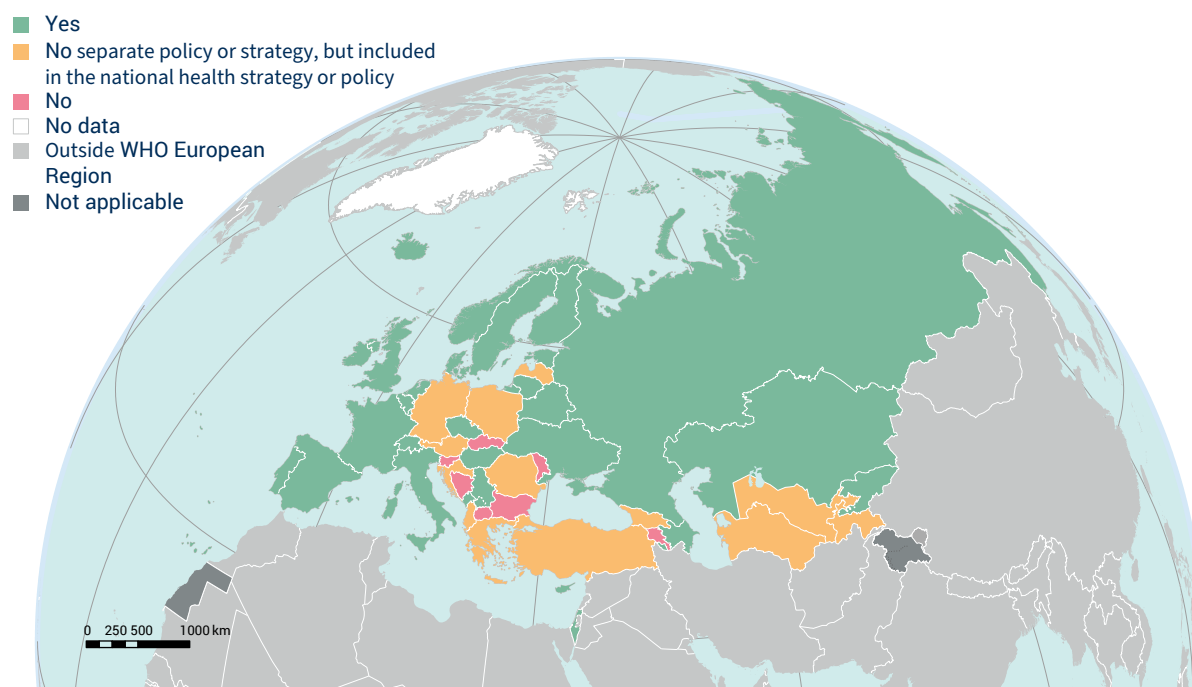 Yes
No separate policy or strategy, but included
in the national health strategy or policy
No
No data
Outside WHO European
Region
Not applicable
0 250 500 1000 km